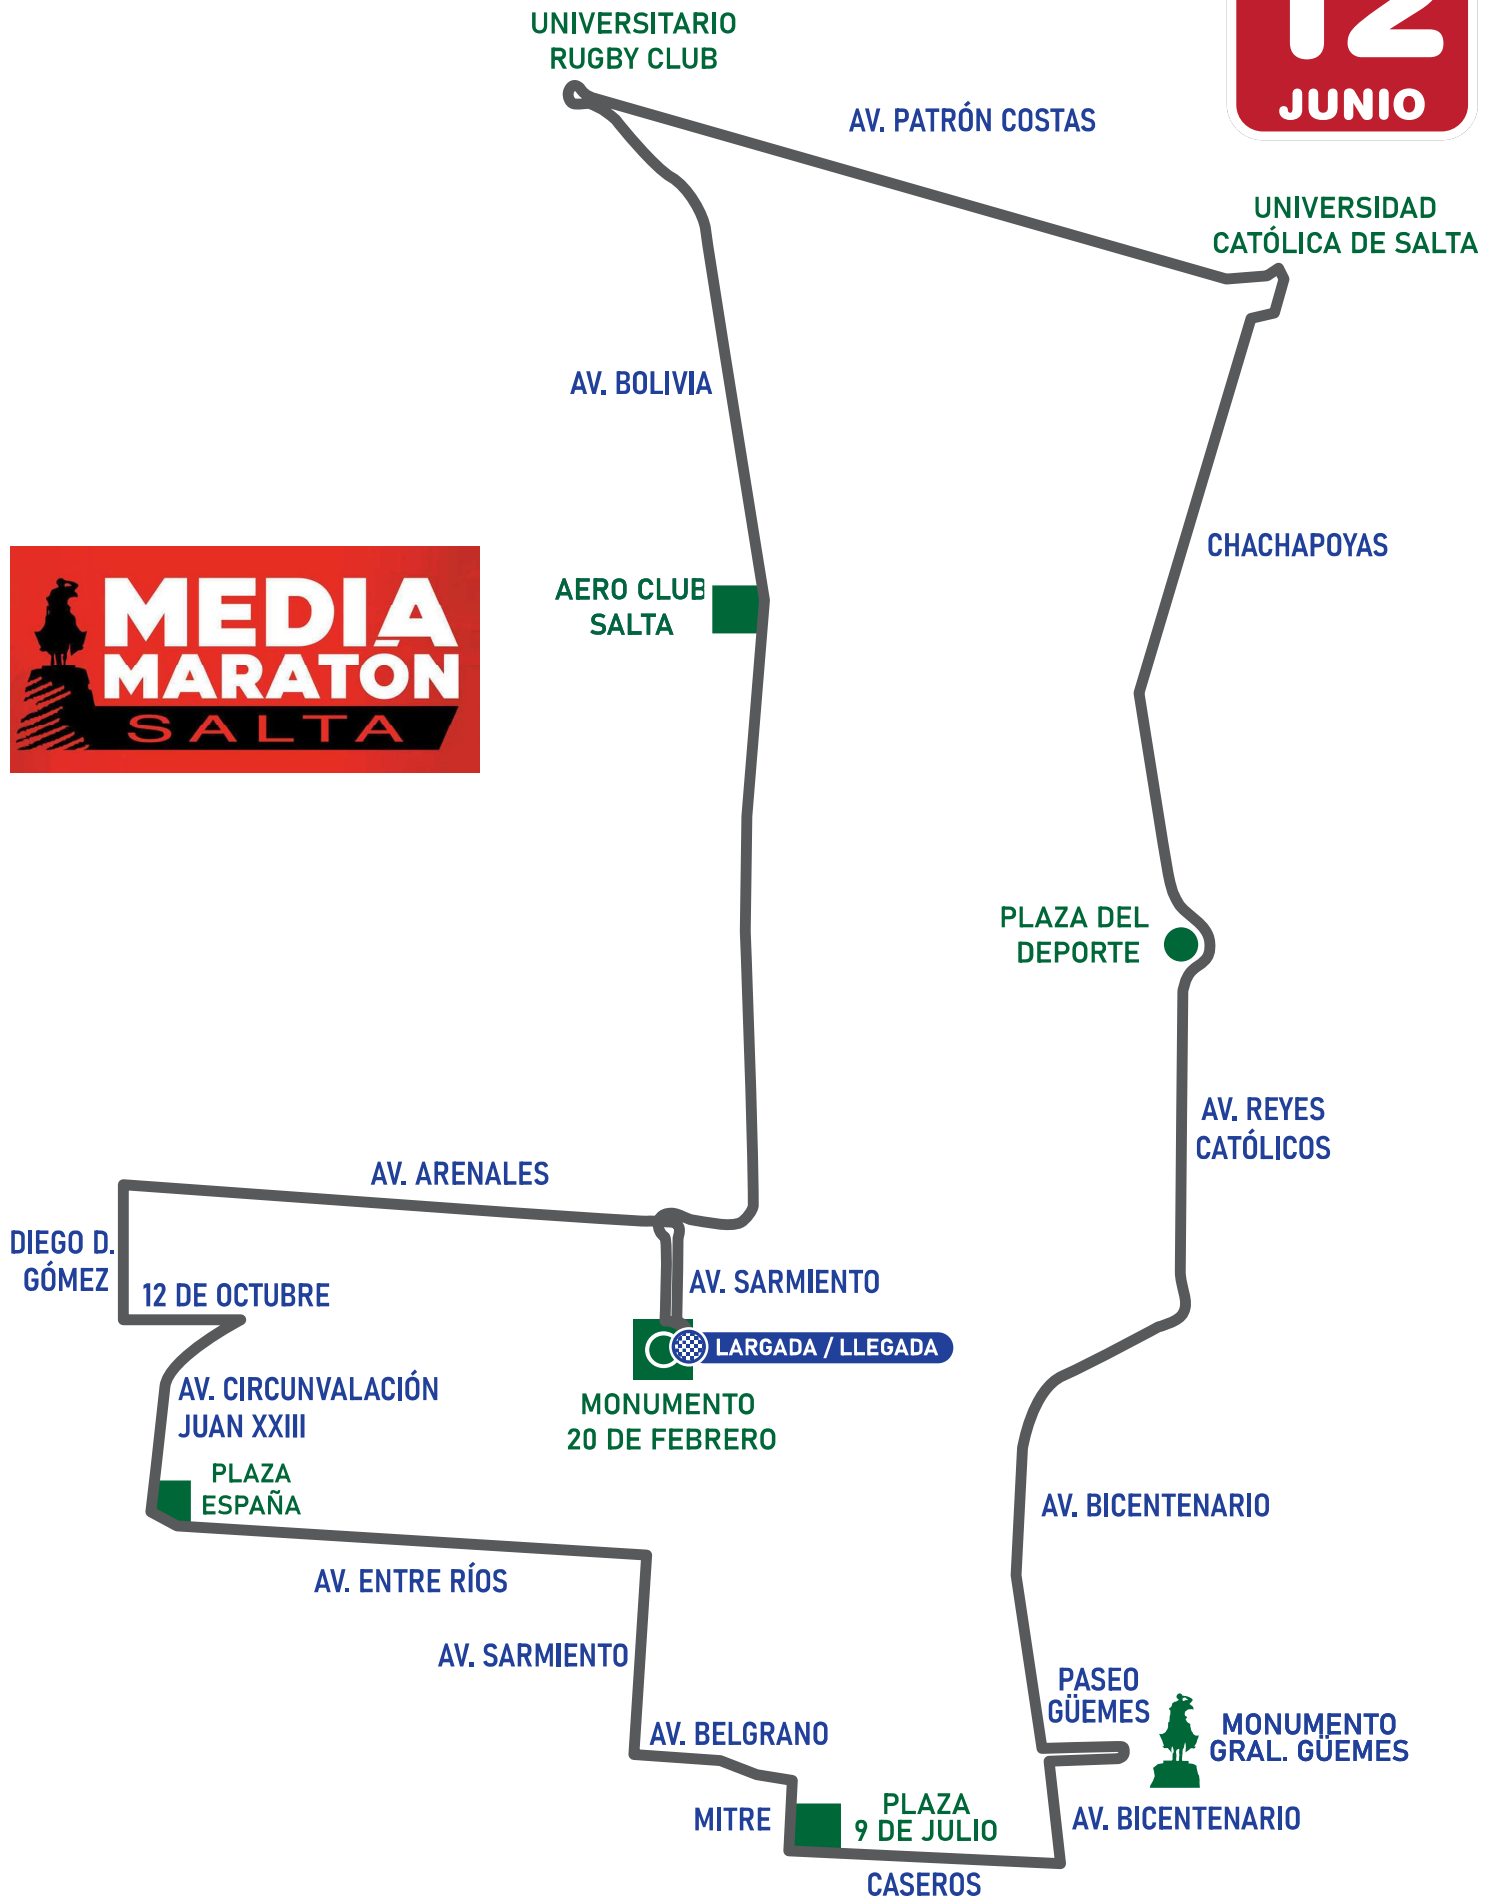 UNIVERSITARIO
RUGBY CLUB
12
JUNIO
AV. PATRÓN COSTAS
UNIVERSIDAD
CATÓLICA DE SALTA
AV. BOLIVIA
CHACHAPOYAS
MEDIA
MARATÓN
SALTA
AERO CLUB
SALTA
PLAZA DEL
DEPORTE
AV. REYES
CATÓLICOS
AV. ARENALES
DIEGO D.
GÓMEZ
12 DE OCTUBRE
AV. SARMIENTO
LARGADA / LLEGADA
MONUMENTO
20 DE FEBRERO
AV. CIRCUNVALACIÓN
JUAN XXIII
PLAZA
ESPAÑA
AV. BICENTENARIO
AV. ENTRE RÍOS
AV. SARMIENTO
PASEO
GÜEMES
MONUMENTO
GRAL. GÜEMES
AV. BELGRANO
MITRE
PLAZA
9 DE JULIO
AV. BICENTENARIO
CASEROS